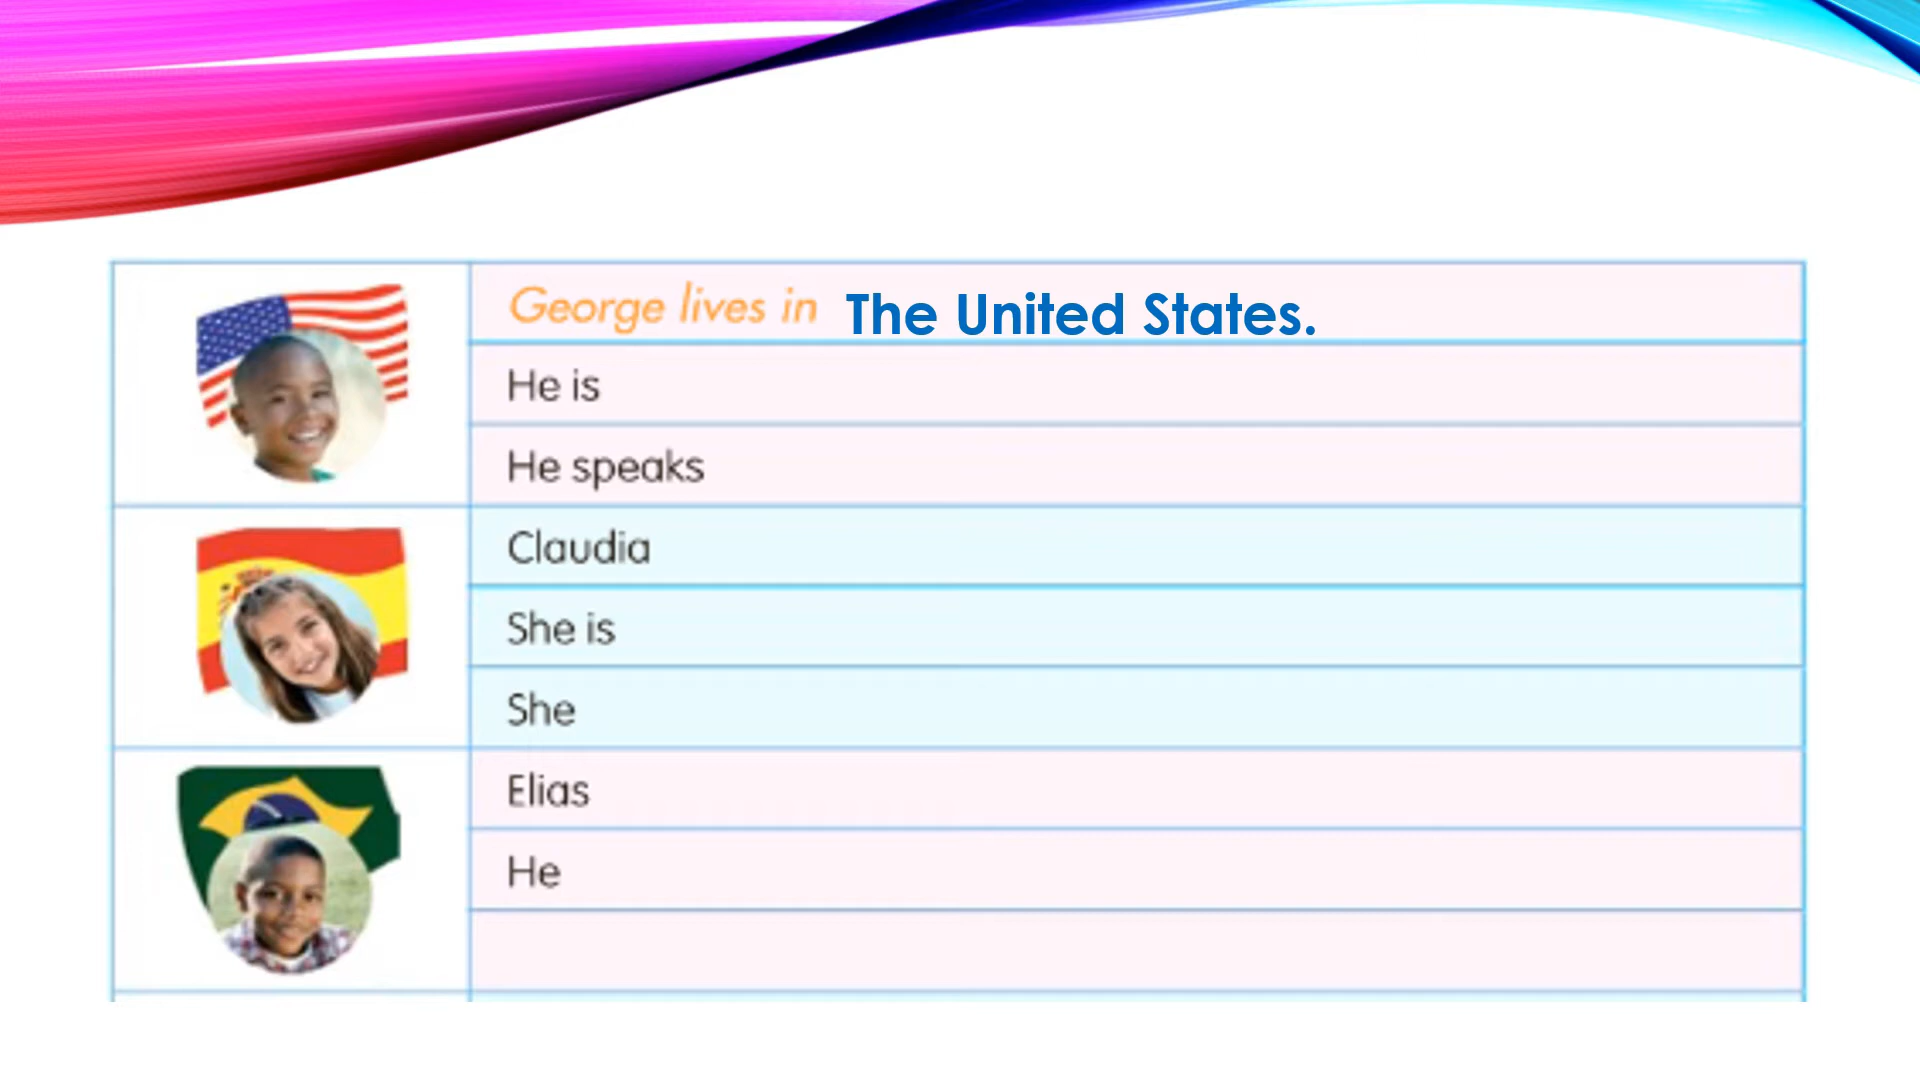 George lives in The United States.
He is
He speaks
Claudia
She is
She
Elias
He